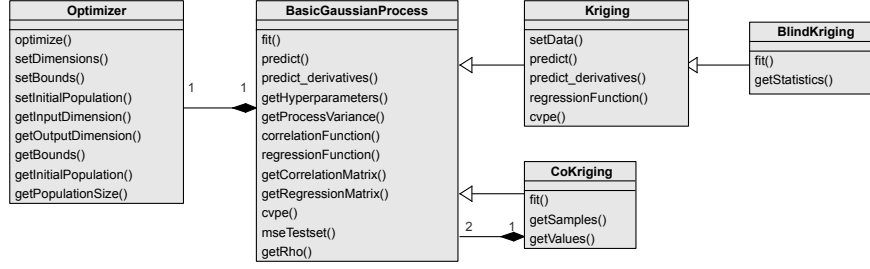 Optimizer
optimize()
setDimensions()
setBounds()
setInitialPopulation()
getInputDimension()
getOutputDimension()
getBounds()
getInitialPopulation()
getPopulationSize()
1
1
BasicGaussianProcess
fit()
predict()
predict_derivatives()
getHyperparameters()
getProcessVariance()
correlationFunction()
regressionFunction()
getCorrelationMatrix()
getRegressionMatrix()
cvpe()
mseTestset()
getRho()
Kriging
setData()
predict()
predict_derivatives()
regressionFunction()
cvpe()
BlindKriging
fit()
getStatistics()
CoKriging
fit()
getSamples()
getValues()
2
1